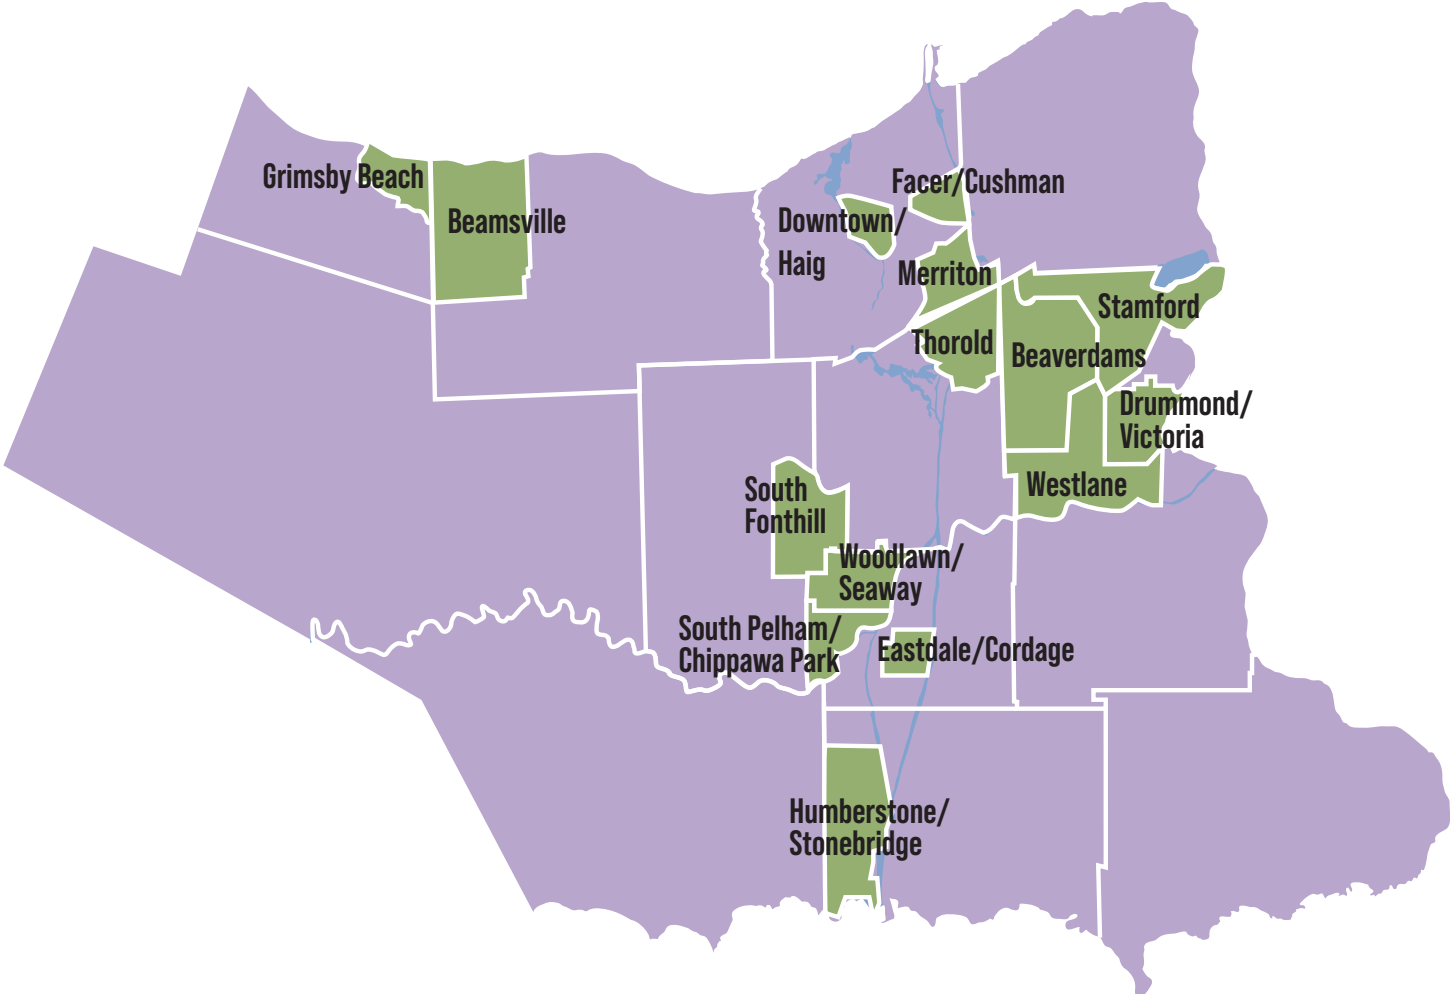 Grimsby Beach
Beamsville
Facer/Cushman
Downtown/
Haig
Merriton
Stamford
Thorold
Beaverdams
Drummond/
Victoria
Westlane
South
Fonthill
Woodlawn/
Seaway
South Pelham/
Chippawa Park
Eastdale/Cordage
Humberstone/
Stonebridge